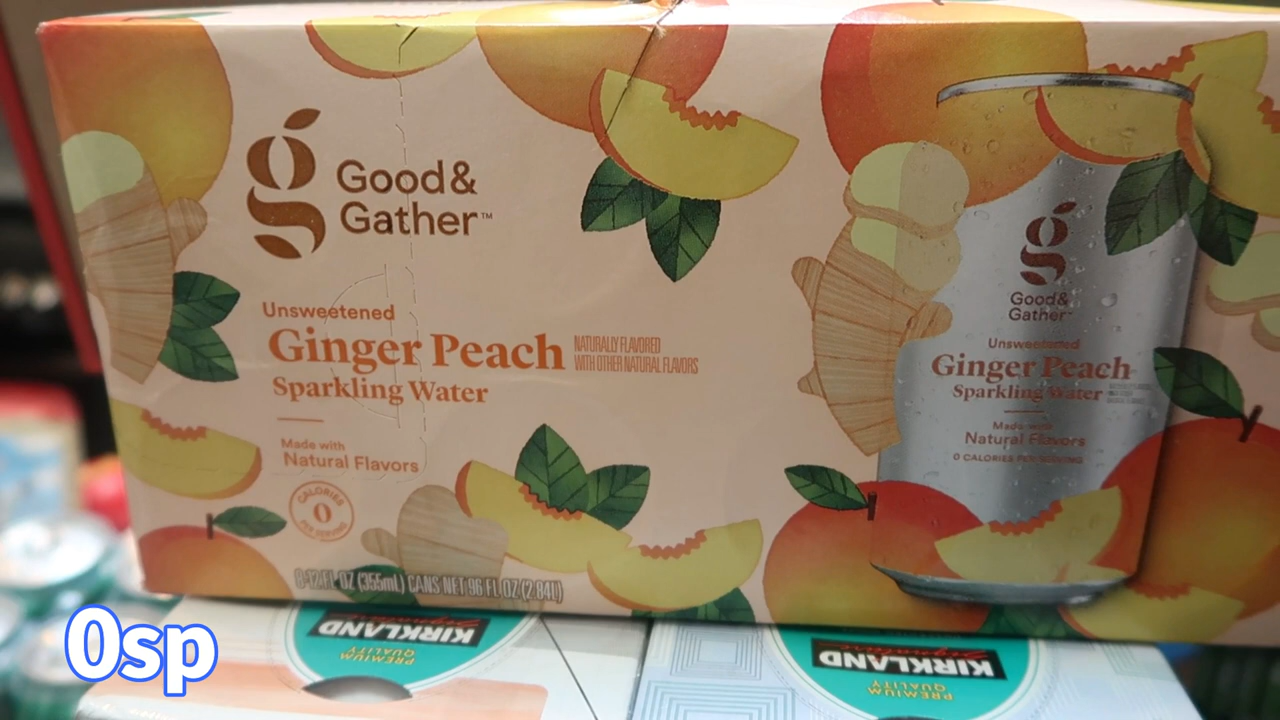 Good&
Gather™
Unsweetened
Ginger Peach
NATURALLY FLAVORED
WITH OTHER NATURAL FLAVORS
Sparkling Water
Made with
Natural Flavors
CALORIES
0
PER SERVING
8-12 FL OZ (355mL) CANS NET 96 FL OZ (2.84L)
Good&
Gather
Unsweetened
Ginger Peach
Sparkling Water
Made with
Natural Flavors
0 CALORIES PER SERVING
KIRKLAND
Signature
PREMIUM
QUALITY
KIRKLAND
Signature
PREMIUM
QUALITY
0sp